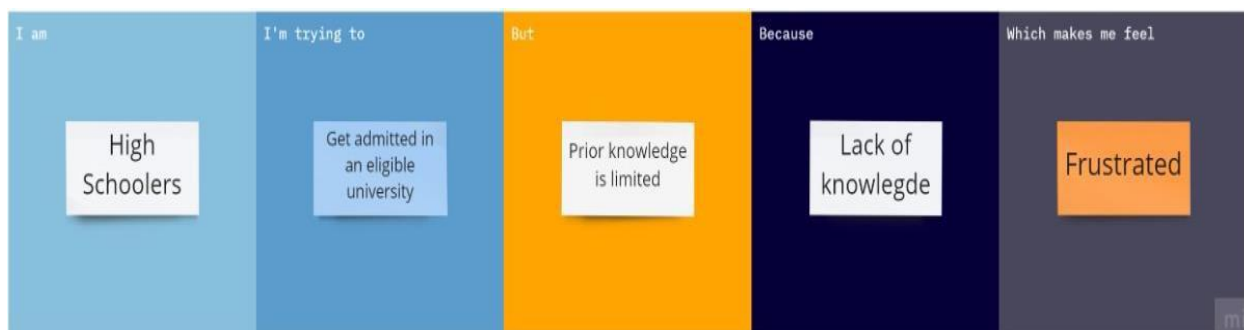 I am
High
Schoolers
I'm trying to
Get admitted in
an eligible
university
But
Prior knowledge
is limited
Because
Lack of
knowlegde
Which makes me feel
Frustrated